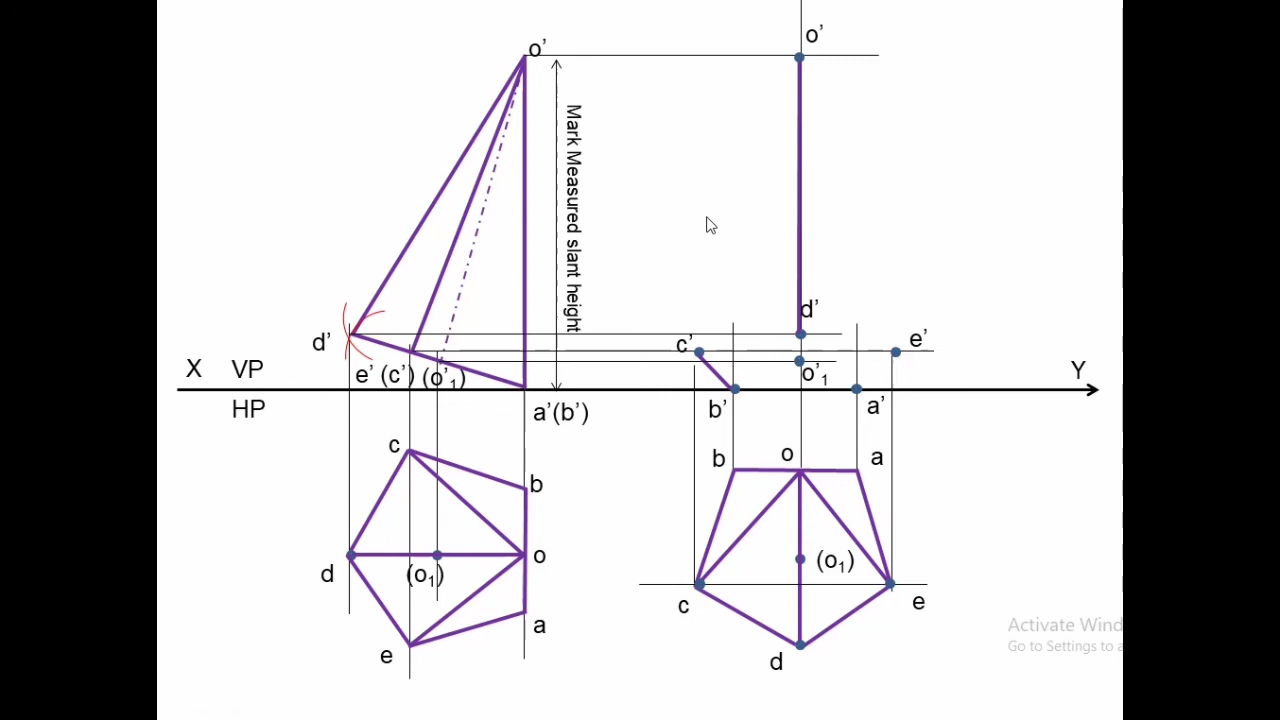 o'
o'
Mark Measured slant height
d'
d'
c'
e'
X
VP
e' (c')
(o'₁)
o'₁
Y
HP
a'(b')
b'
a'
c
b
b
o
a
d
(o₁)
o
(o₁)
a
c
e
e
d
Activate Wind
Go to Settings to a